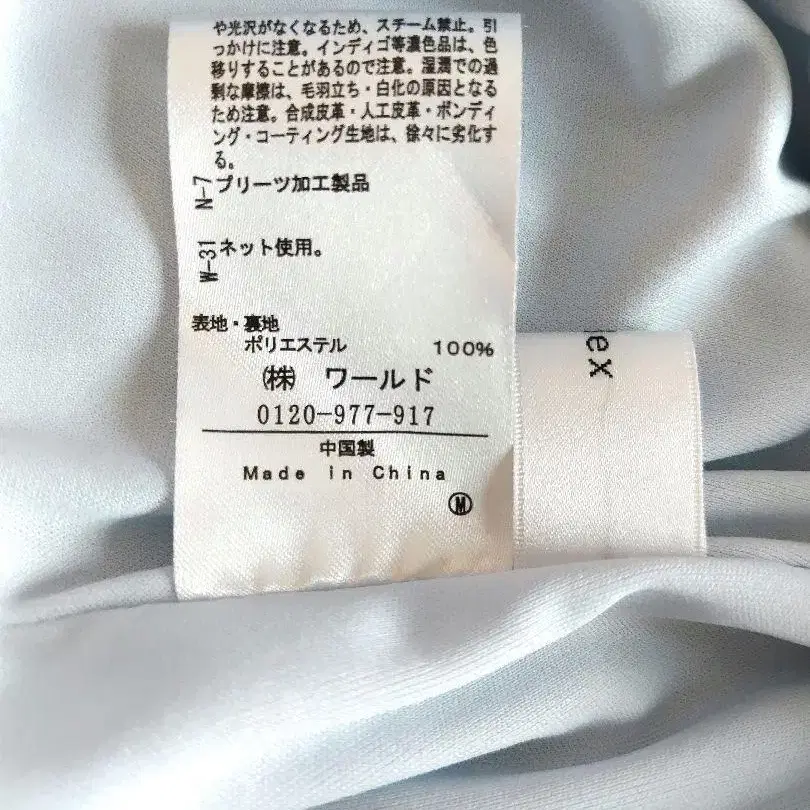 や光沢がなくなるため、スチーム禁止。引
っかけに注意。インディゴ等濃色品は、色
移りすることがあるので注意。湿潤での過
剰な摩擦は、毛羽立ち・白化の原因となる
ため注意。合成皮革・人工皮革・ボンディ
ング・コーティング生地は、徐々に劣化す
る。
N-7 プリーツ加工製品
W-31 ネット使用。
表地・裏地
ポリエステル 100%
㈱ ワールド
0120-977-917
中国製
Made in China
Ⓜ